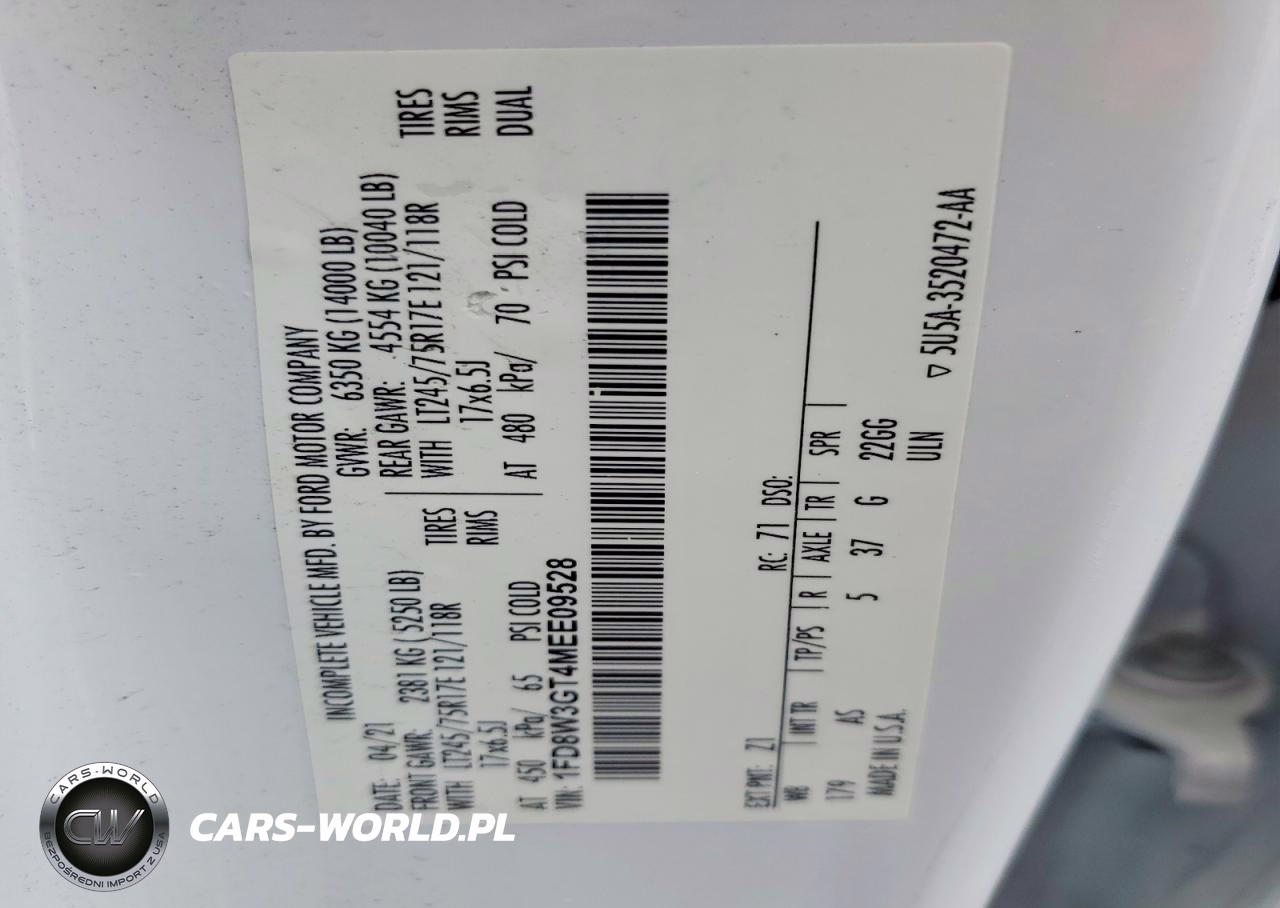 INCOMPLETE VEHICLE MFD. BY FORD MOTOR COMPANY
DATE: 04/21 GVWR: 6350 KG (14000 LB)
FRONT GAWR: 2381 KG (5250 LB) REAR GAWR: 4554 KG (10040 LB)
WITH LT245/75R17E 121/118R TIRES WITH LT245/75R17E 121/118R TIRES
17x6.5J RIMS 17x6.5J RIMS
AT 450 kPa/ 65 PSI COLD AT 480 kPa/ 70 PSI COLD DUAL
VIN: 1FD8W3GT4MEE09528
EXT PNT: Z1 RC: 71 DSO:
WB INT TR TP/PS R AXLE TR SPR
179 AS 5 37 G 22GG
MADE IN U.S.A. ULN
▽ 5U5A-3520472-AA
CARS-WORLD
CW
BEZPOŚREDNI IMPORT Z USA
CARS-WORLD.PL